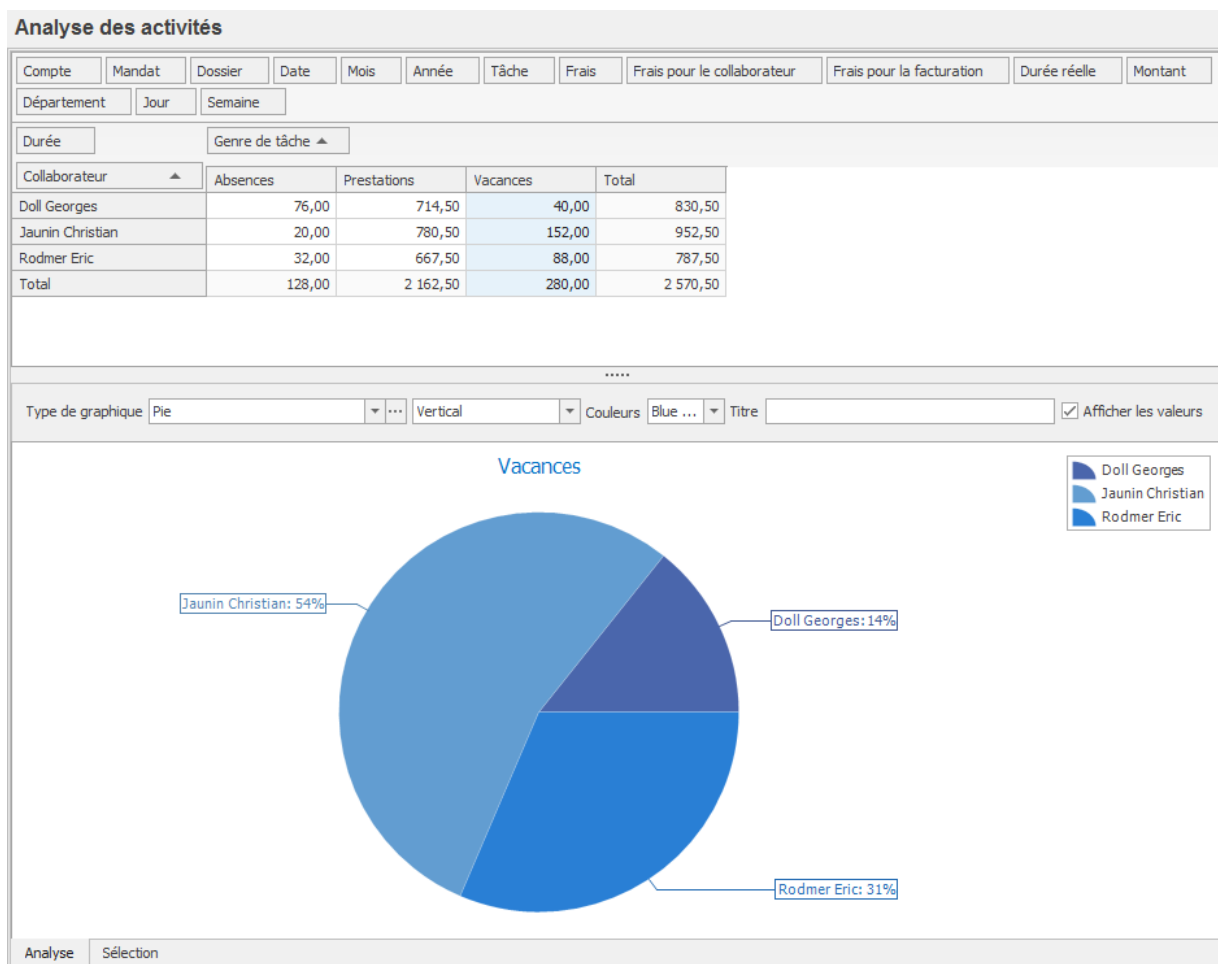 Analyse des activités
Compte Mandat Dossier Date Mois Année Tâche Frais Frais pour le collaborateur Frais pour la facturation Durée réelle Montant
Département Jour Semaine
Durée Genre de tâche
Collaborateur Absences Prestations Vacances Total
Doll Georges 76,00 714,50 40,00 830,50
Jaunin Christian 20,00 780,50 152,00 952,50
Rodmer Eric 32,00 667,50 88,00 787,50
Total 128,00 2 162,50 280,00 2 570,50
Type de graphique Pie Vertical Couleurs Blue ... Titre Afficher les valeurs
Vacances
Doll Georges
Jaunin Christian
Rodmer Eric
Jaunin Christian: 54%
Doll Georges: 14%
Rodmer Eric: 31%
Analyse Sélection